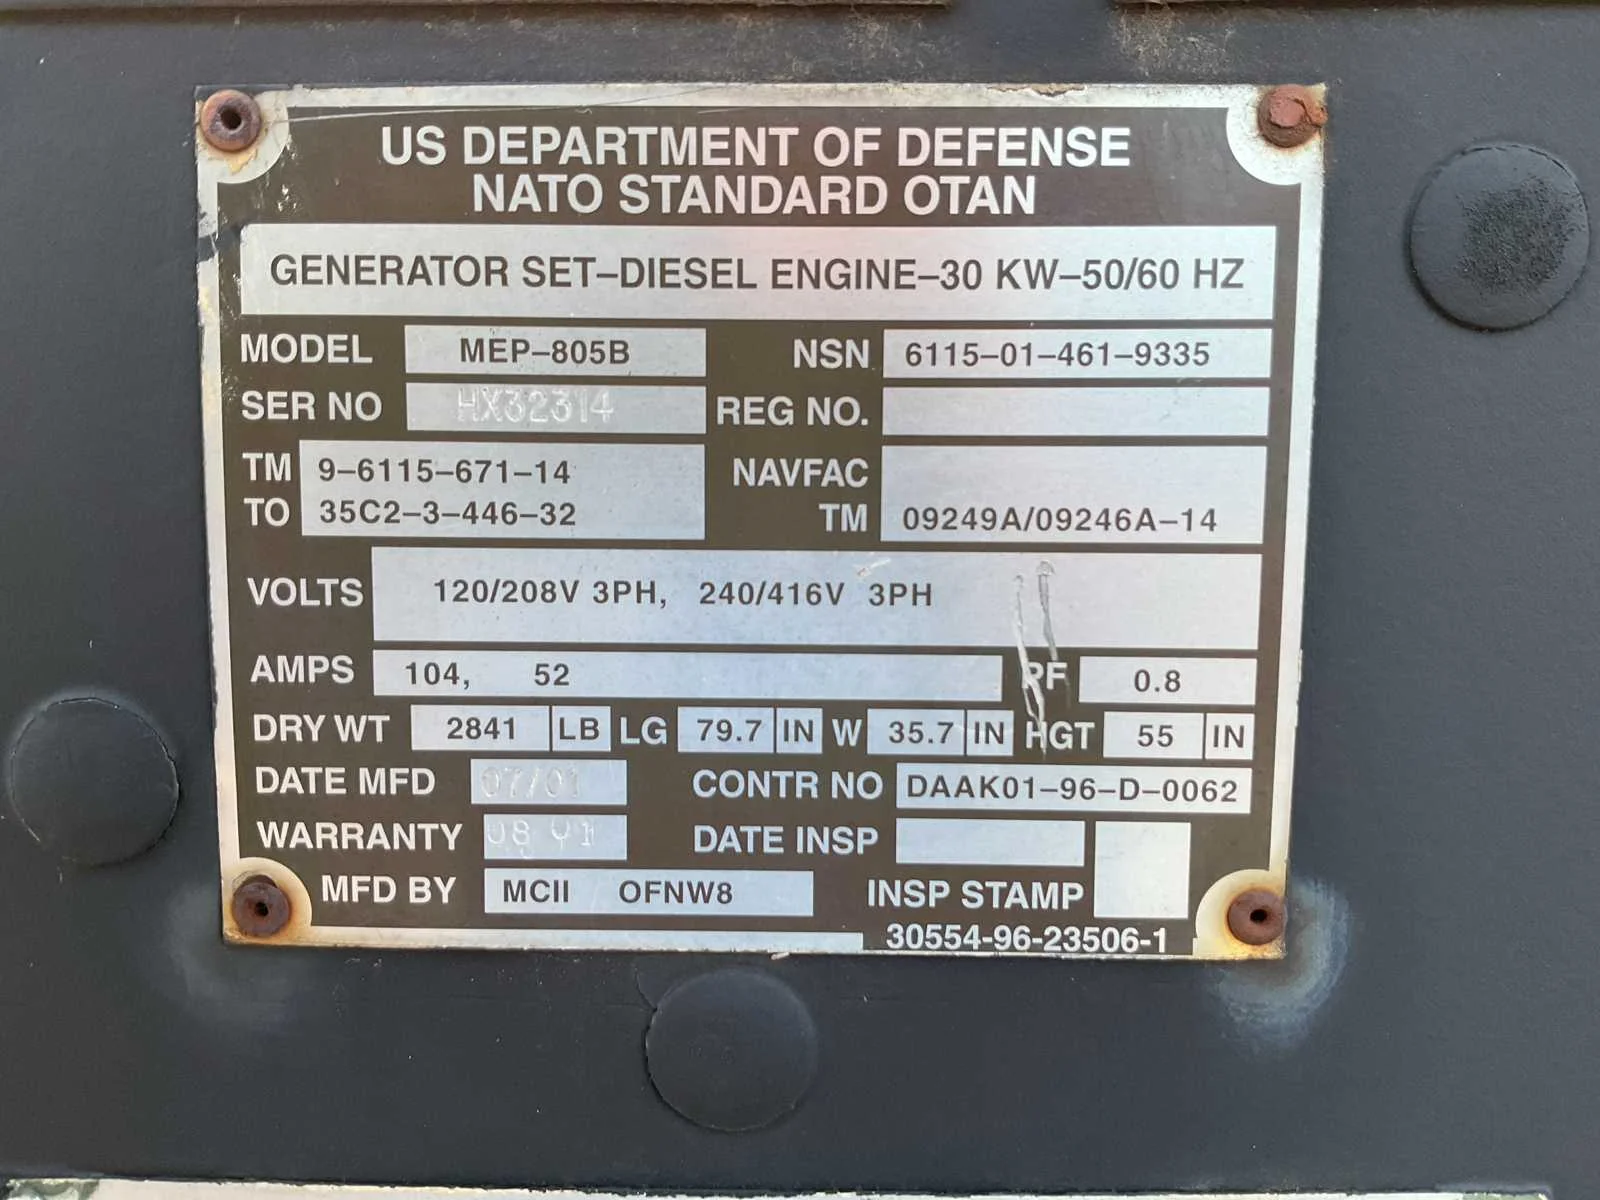 US DEPARTMENT OF DEFENSE
NATO STANDARD OTAN
GENERATOR SET–DIESEL ENGINE–30 KW–50/60 HZ
MODEL MEP–805B NSN 6115–01–461–9335
SER NO HX32314 REG NO.
TM 9–6115–671–14 NAVFAC
TO 35C2–3–446–32 TM 09249A/09246A–14
VOLTS 120/208V 3PH, 240/416V 3PH
AMPS 104, 52 PF 0.8
DRY WT 2841 LB LG 79.7 IN W 35.7 IN HGT 55 IN
DATE MFD 07/01 CONTR NO DAAK01–96–D–0062
WARRANTY DATE INSP
MFD BY MCII OFNW8 INSP STAMP
30554-96-23506-1